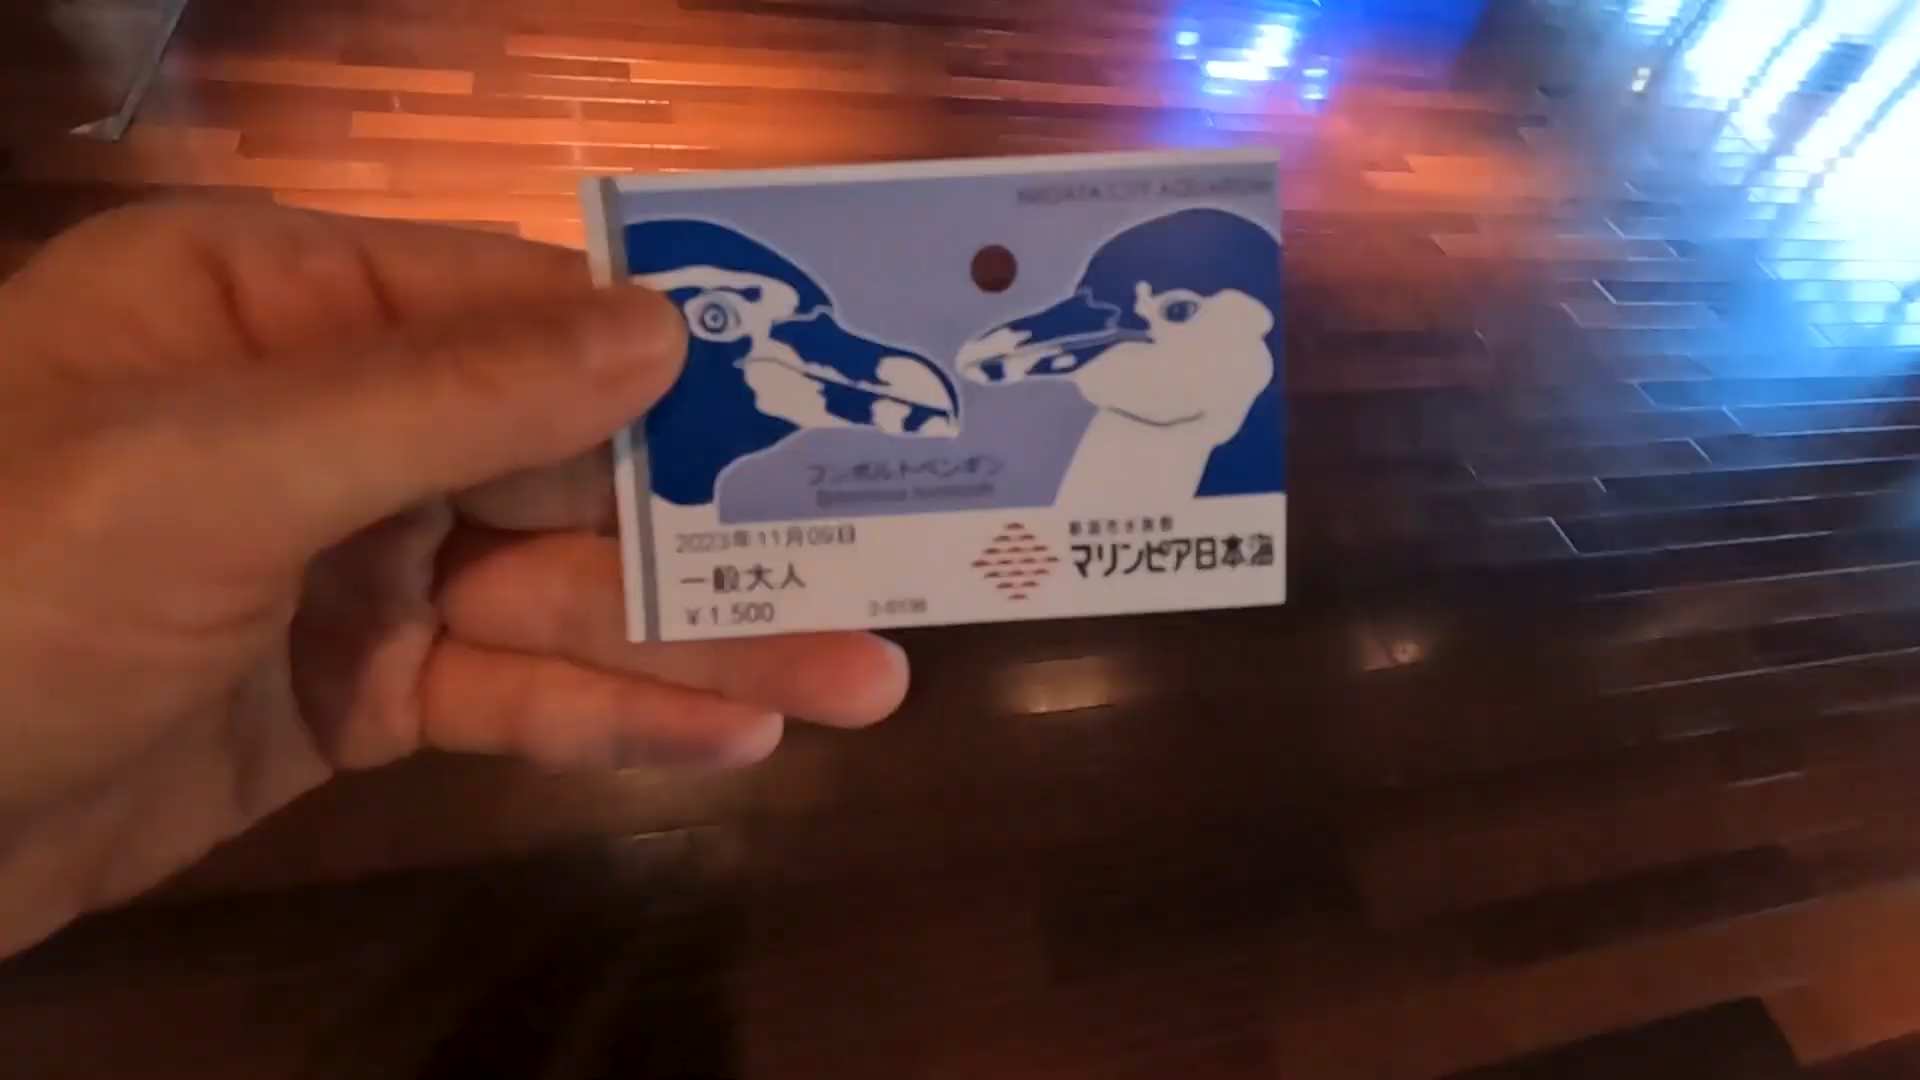 NIIGATA CITY AQUARIUM
フンボルトペンギン
2023年11月09日
一般大人
¥1,500
新潟市水族館
マリンピア日本海